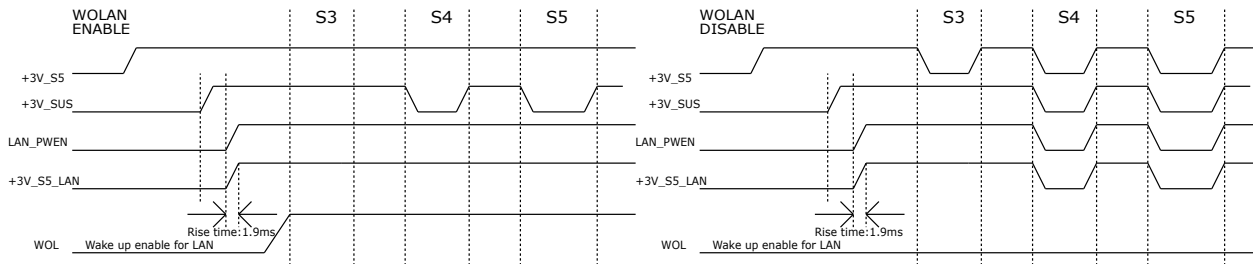 WOLAN
ENABLE
S3
S4
S5
+3V_S5
+3V_SUS
LAN_PWEN
+3V_S5_LAN
Rise time:1.9ms
WOL
Wake up enable for LAN
WOLAN
DISABLE
S3
S4
S5
+3V_S5
+3V_SUS
LAN_PWEN
+3V_S5_LAN
Rise time:1.9ms
WOL
Wake up enable for LAN